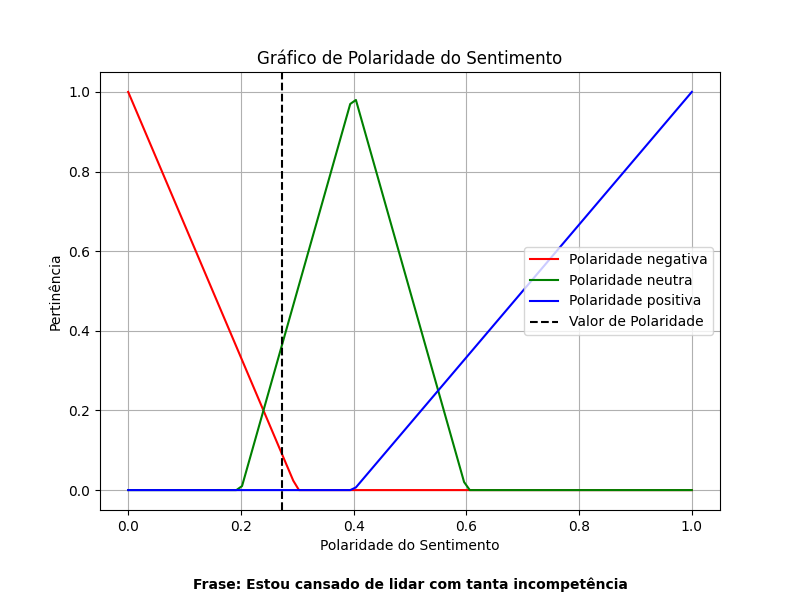 Gráfico de Polaridade do Sentimento
1.0
0.8
0.6
0.4
0.2
0.0
Pertinência
Polaridade negativa
Polaridade neutra
Polaridade positiva
Valor de Polaridade
0.0 0.2 0.4 0.6 0.8 1.0
Polaridade do Sentimento
Frase: Estou cansado de lidar com tanta incompetência